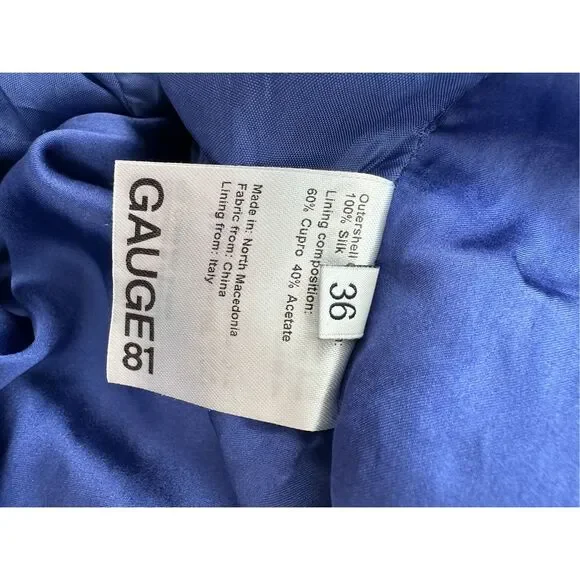 GAUGE81
Made in: North Macedonia
Fabric from: China
Lining from: Italy
Outershell
100% Silk
Lining composition:
60% Cupro 40% Acetate
36